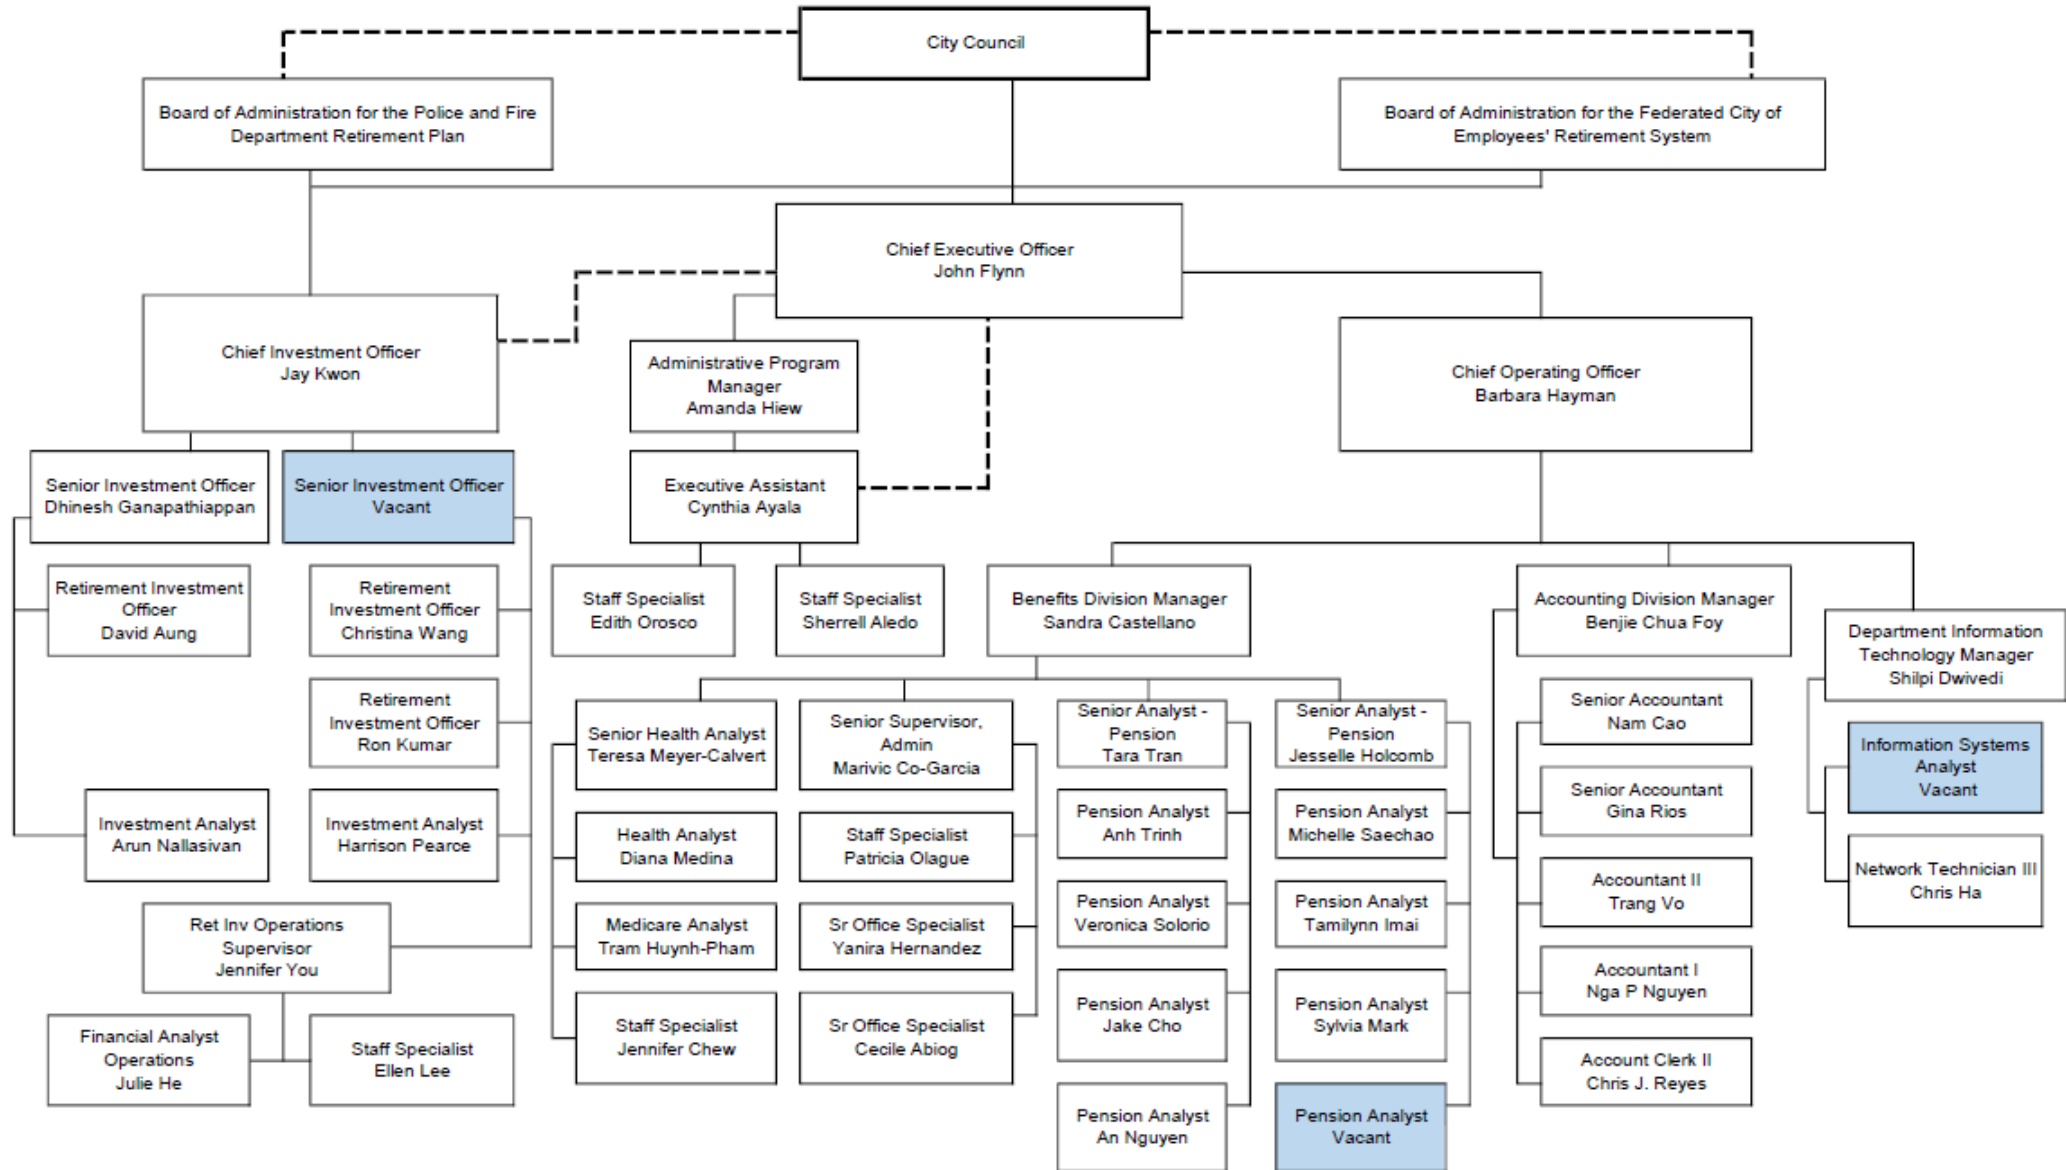 City Council
Board of Administration for the Police and Fire
Department Retirement Plan
Board of Administration for the Federated City of
Employees' Retirement System
Chief Executive Officer
John Flynn
Chief Investment Officer
Jay Kwon
Administrative Program
Manager
Amanda Hiew
Chief Operating Officer
Barbara Hayman
Senior Investment Officer
Dhinesh Ganapathiappan
Senior Investment Officer
Vacant
Executive Assistant
Cynthia Ayala
Retirement Investment
Officer
David Aung
Retirement
Investment Officer
Christina Wang
Staff Specialist
Edith Orosco
Staff Specialist
Sherrell Aledo
Benefits Division Manager
Sandra Castellano
Accounting Division Manager
Benjie Chua Foy
Department Information
Technology Manager
Shilpi Dwivedi
Retirement
Investment Officer
Ron Kumar
Senior Health Analyst
Teresa Meyer-Calvert
Senior Supervisor,
Admin
Marivic Co-Garcia
Senior Analyst -
Pension
Tara Tran
Senior Analyst -
Pension
Jesselle Holcomb
Senior Accountant
Nam Cao
Information Systems
Analyst
Vacant
Investment Analyst
Arun Nallasivan
Investment Analyst
Harrison Pearce
Health Analyst
Diana Medina
Staff Specialist
Patricia Olague
Pension Analyst
Anh Trinh
Pension Analyst
Michelle Saechao
Senior Accountant
Gina Rios
Network Technician III
Chris Ha
Ret Inv Operations
Supervisor
Jennifer You
Medicare Analyst
Tram Huynh-Pham
Sr Office Specialist
Yanira Hernandez
Pension Analyst
Veronica Solorio
Pension Analyst
Tamilynn Imai
Accountant II
Trang Vo
Financial Analyst
Operations
Julie He
Staff Specialist
Ellen Lee
Staff Specialist
Jennifer Chew
Sr Office Specialist
Cecile Abiog
Pension Analyst
Jake Cho
Pension Analyst
Sylvia Mark
Accountant I
Nga P Nguyen
Account Clerk II
Chris J. Reyes
Pension Analyst
An Nguyen
Pension Analyst
Vacant